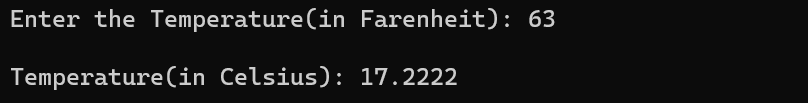 Enter the Temperature(in Farenheit): 63
Temperature(in Celsius): 17.2222